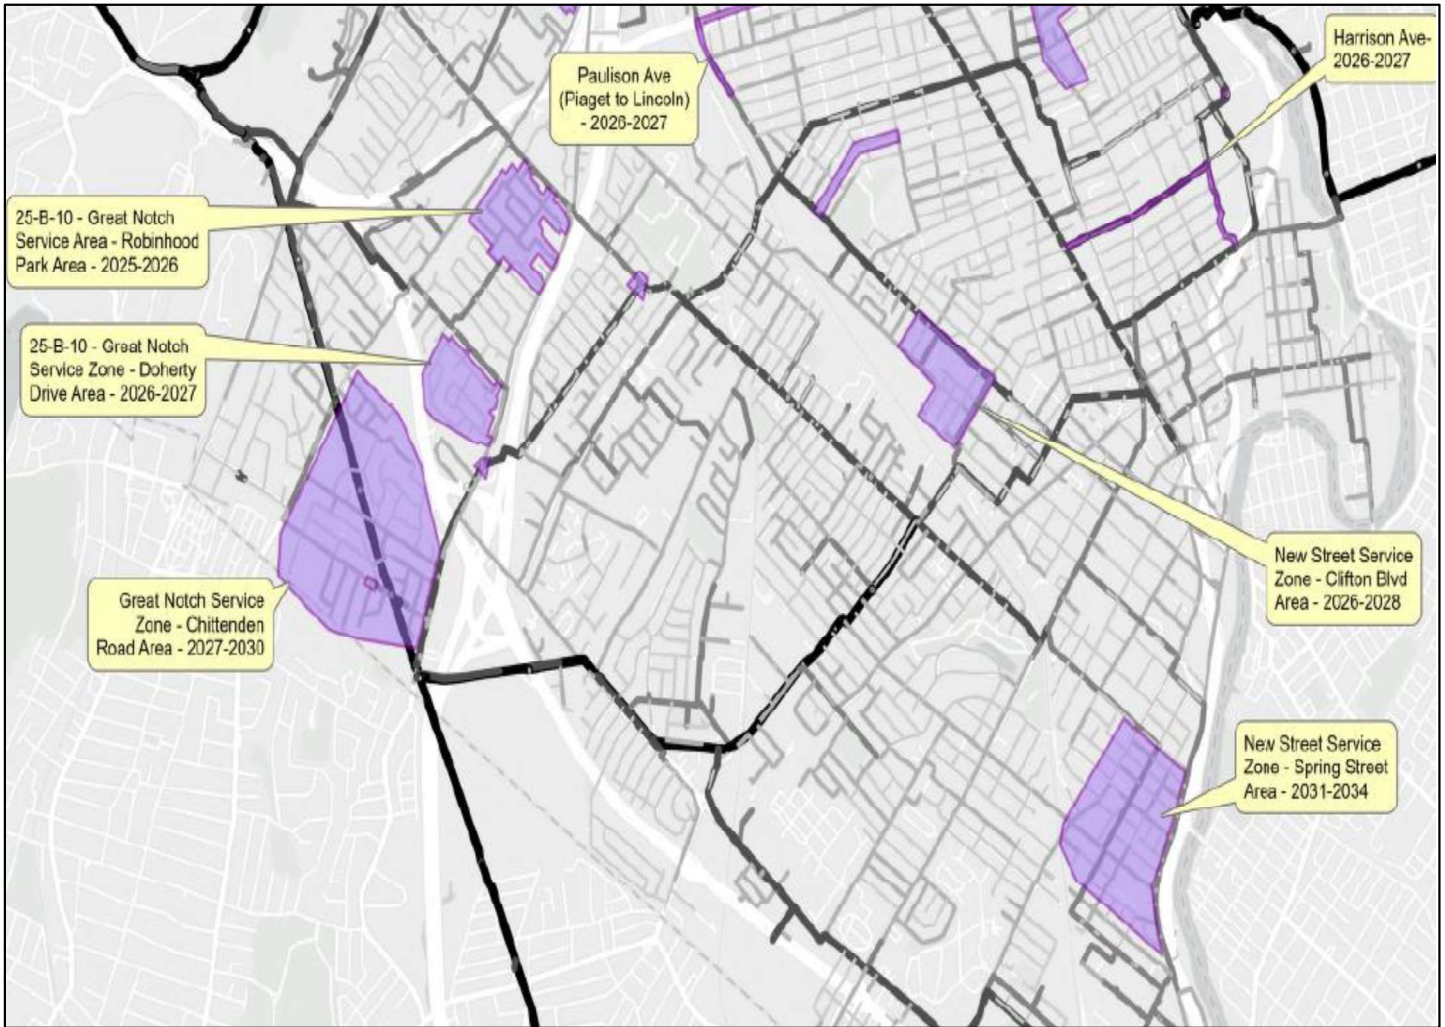 Paulison Ave
(Piaget to Lincoln)
- 2026-2027
Harrison Ave-
2026-2027
25-B-10 - Great Notch
Service Area - Robinhood
Park Area - 2025-2026
25-B-10 - Great Notch
Service Zone - Doherty
Drive Area - 2026-2027
Great Notch Service
Zone - Chittenden
Road Area - 2027-2030
New Street Service
Zone - Clifton Blvd
Area - 2026-2028
New Street Service
Zone - Spring Street
Area - 2031-2034